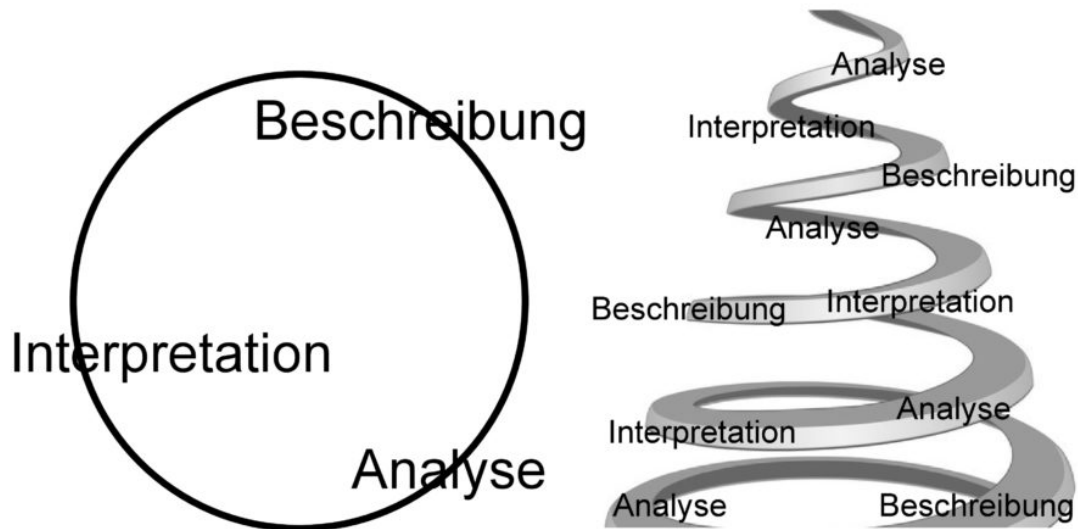 Beschreibung
Interpretation
Analyse
Analyse
Interpretation
Beschreibung
Analyse
Beschreibung
Interpretation
Analyse
Interpretation
Analyse
Beschreibung